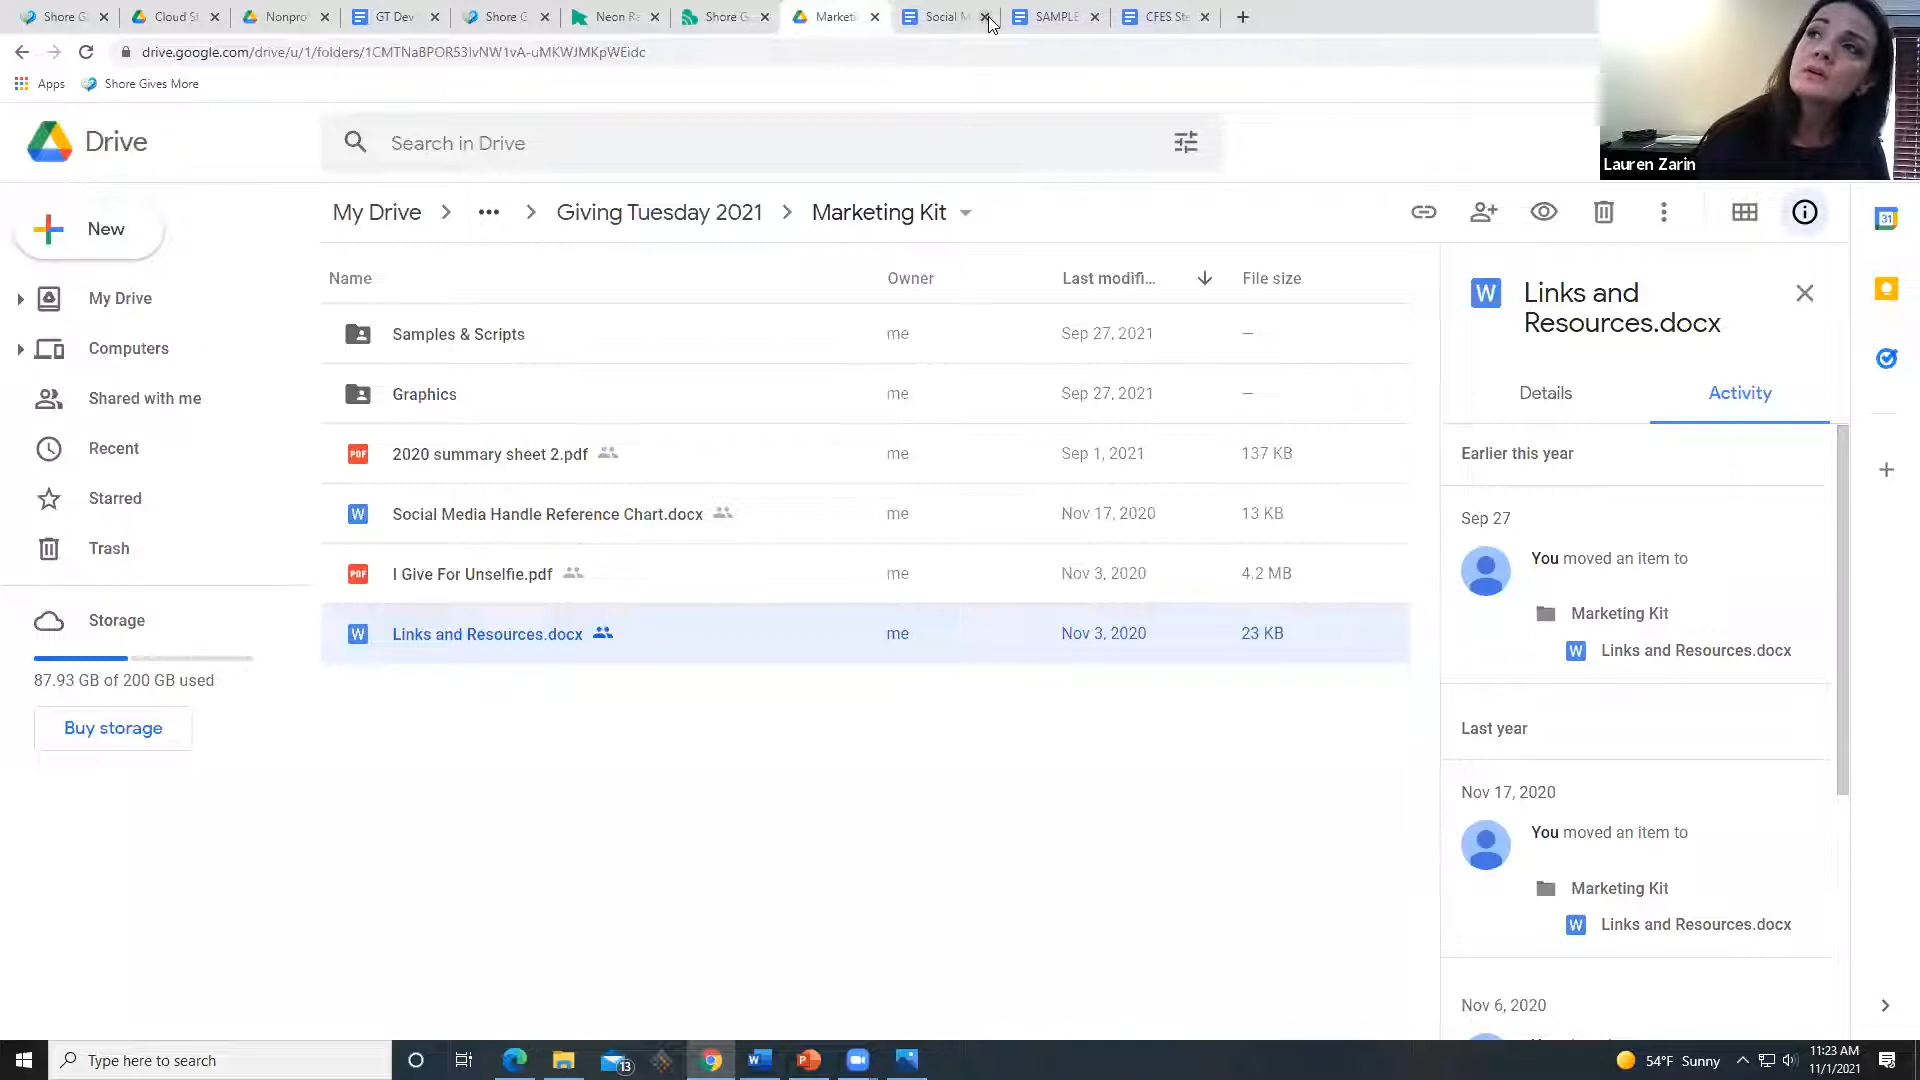 Shore G
Cloud St
Nonpro
GT Dev
Shore G
Neon Ra
Shore G
Marketi
Social M
SAMPLE
CFES Ste
drive.google.com/drive/u/1/folders/1CMTNaBPOR53IvNW1vA-uMKWJMKpWEidc
Apps
Shore Gives More
Lauren Zarin
Drive
Search in Drive
New
My Drive
Giving Tuesday 2021
Marketing Kit
31
Name
Owner
Last modifi...
File size
My Drive
Computers
Shared with me
Recent
Starred
Trash
Storage
87.93 GB of 200 GB used
Buy storage
Samples & Scripts me Sep 27, 2021 —
Graphics me Sep 27, 2021 —
PDF 2020 summary sheet 2.pdf me Sep 1, 2021 137 KB
W Social Media Handle Reference Chart.docx me Nov 17, 2020 13 KB
PDF I Give For Unselfie.pdf me Nov 3, 2020 4.2 MB
W Links and Resources.docx me Nov 3, 2020 23 KB
W Links and
Resources.docx
Details
Activity
Earlier this year
Sep 27
You moved an item to
Marketing Kit
W Links and Resources.docx
Last year
Nov 17, 2020
You moved an item to
Marketing Kit
W Links and Resources.docx
Nov 6, 2020
Type here to search
13
54°F Sunny
11:23 AM
11/1/2021